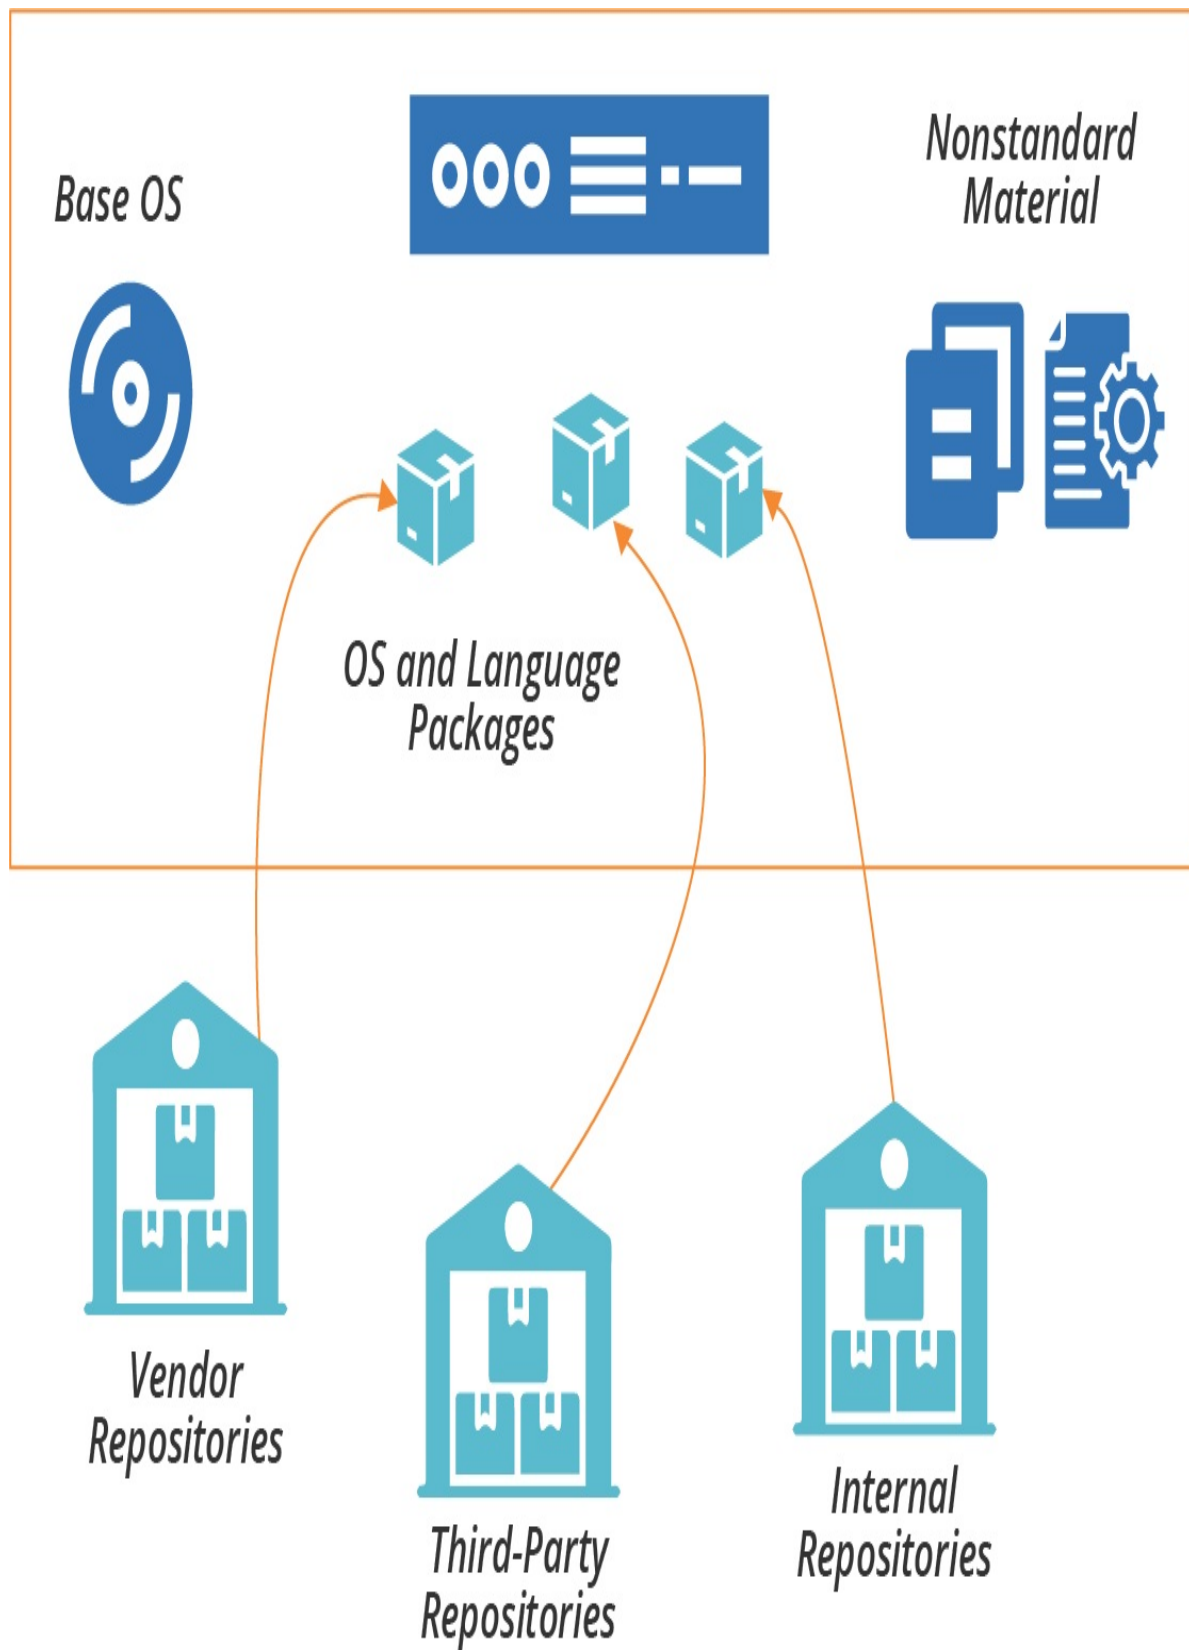 Base OS
Nonstandard
Material
OS and Language
Packages
Vendor
Repositories
Third-Party
Repositories
Internal
Repositories